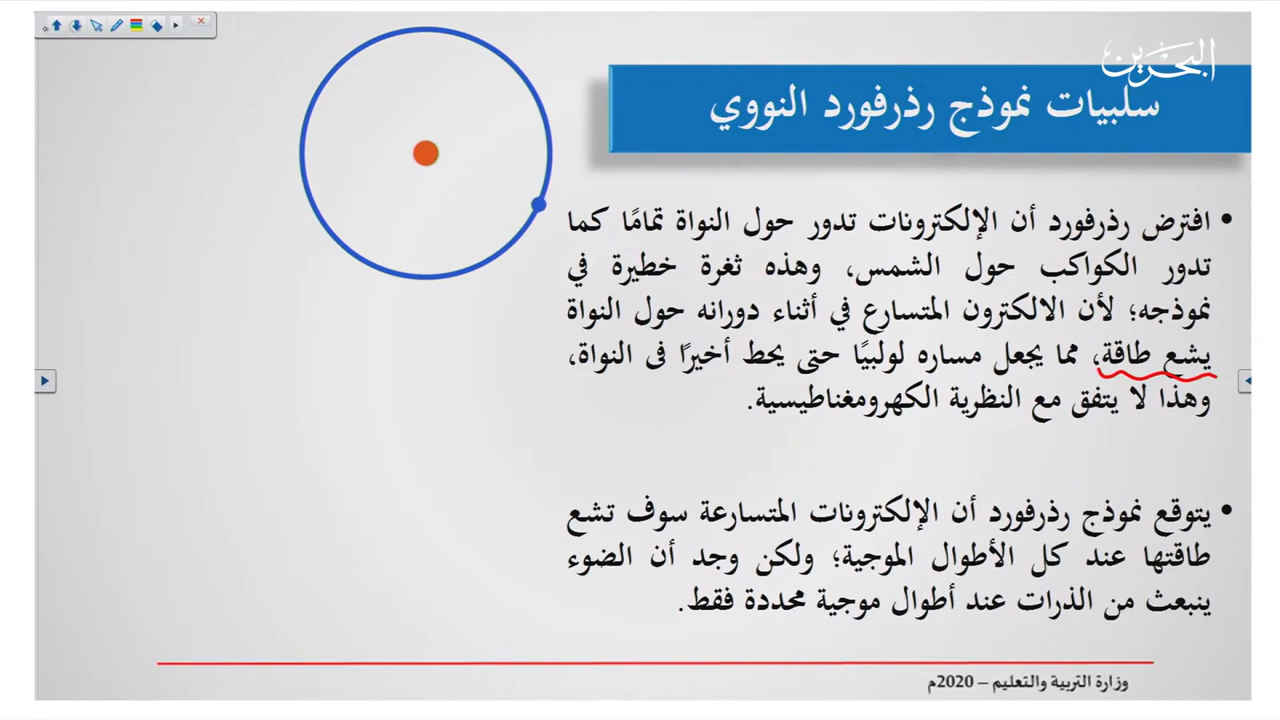 البحرين
سلبيات نموذج رذرفورد النووي
• افترض رذرفورد أن الإلكترونات تدور حول النواة تمامًا كما
تدور الكواكب حول الشمس، وهذه ثغرة خطيرة في
نموذجه؛ لأن الالكترون المتسارع في أثناء دورانه حول النواة
يشع طاقة، مما يجعل مساره لولبيًا حتى يحط أخيرًا فى النواة،
وهذا لا يتفق مع النظرية الكهرومغناطيسية.
• يتوقع نموذج رذرفورد أن الإلكترونات المتسارعة سوف تشع
طاقتها عند كل الأطوال الموجية؛ ولكن وجد أن الضوء
ينبعث من الذرات عند أطوال موجية محددة فقط.
وزارة التربية والتعليم – 2020م